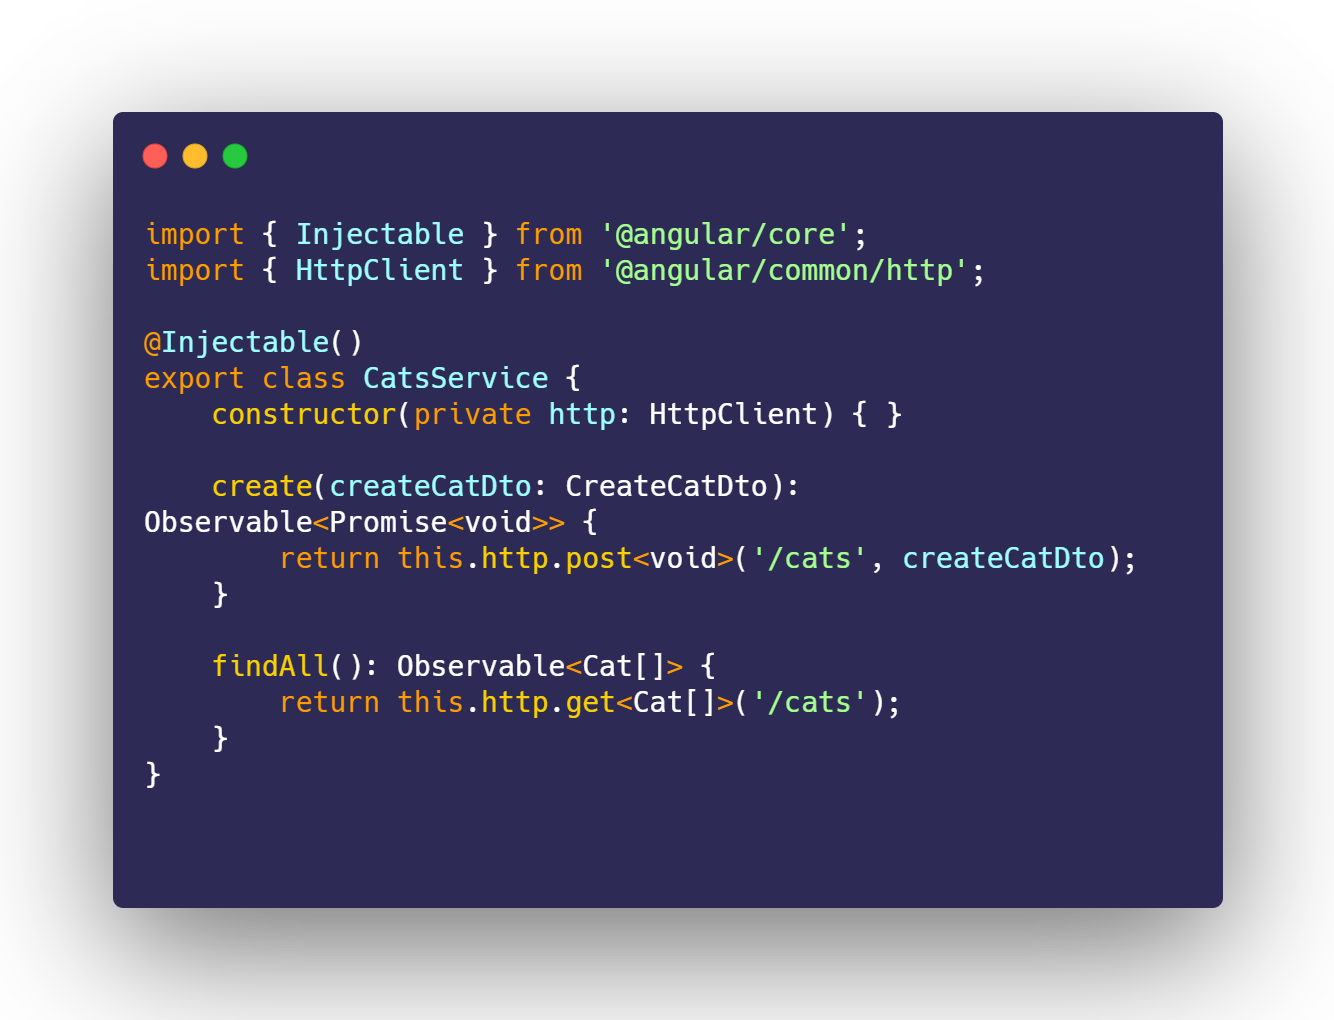 import { Injectable } from '@angular/core';
import { HttpClient } from '@angular/common/http';

@Injectable()
export class CatsService {
    constructor(private http: HttpClient) { }

    create(createCatDto: CreateCatDto):
Observable<Promise<void>> {
        return this.http.post<void>('/cats', createCatDto);
    }

    findAll(): Observable<Cat[]> {
        return this.http.get<Cat[]>('/cats');
    }
}